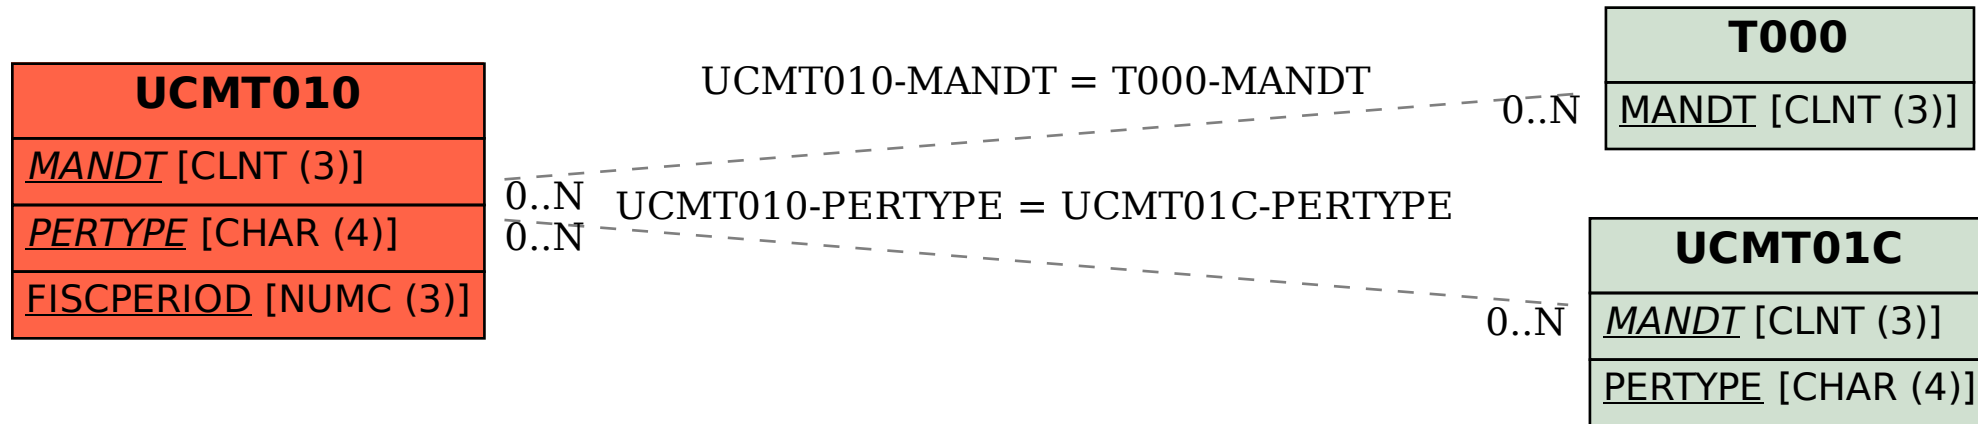 UCMT010
MANDT [CLNT (3)]
PERTYPE [CHAR (4)]
FISCPERIOD [NUMC (3)]
UCMT010-MANDT = T000-MANDT
0..N
0..N
UCMT010-PERTYPE = UCMT01C-PERTYPE
0..N
0..N
T000
MANDT [CLNT (3)]
UCMT01C
MANDT [CLNT (3)]
PERTYPE [CHAR (4)]